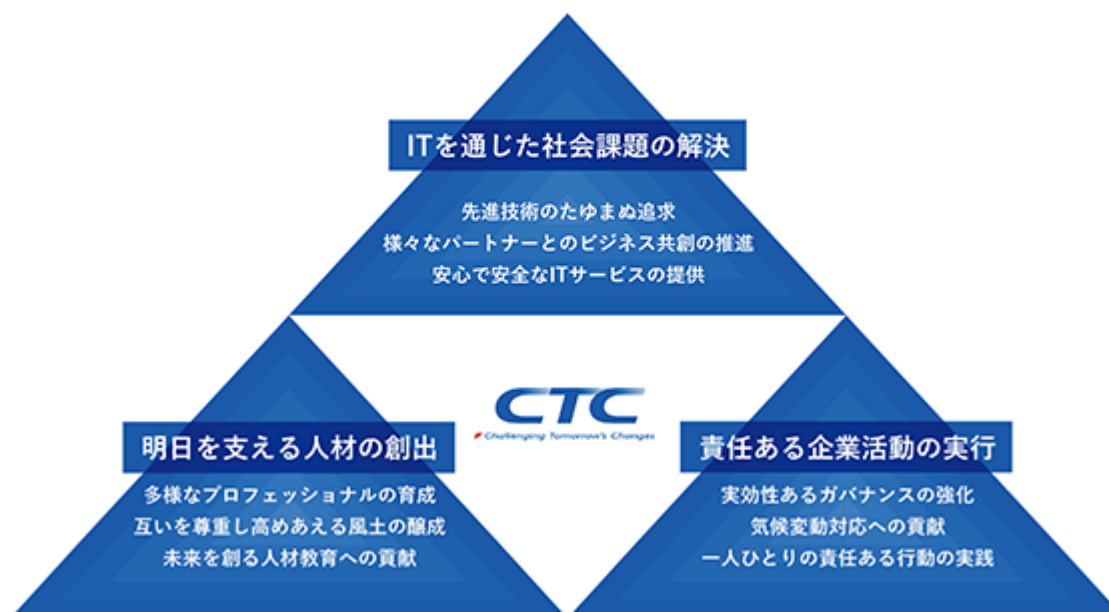 ITを通じた社会課題の解決
先進技術のたゆまぬ追求
様々なパートナーとのビジネス共創の推進
安心で安全なITサービスの提供
CTC
Challenging Tomorrow's Changes
明日を支える人材の創出
多様なプロフェッショナルの育成
互いを尊重し高めあえる風土の醸成
未来を創る人材教育への貢献
責任ある企業活動の実行
実効性あるガバナンスの強化
気候変動対応への貢献
一人ひとりの責任ある行動の実践